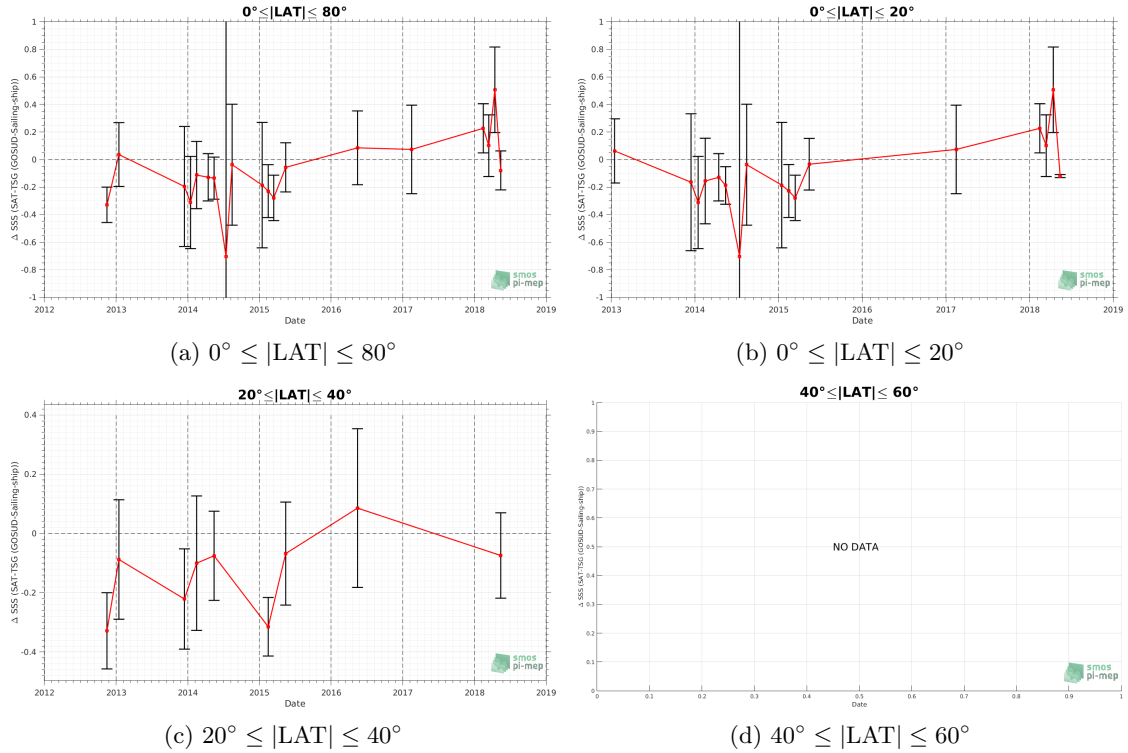 0°≤|LAT|≤ 80°
1
0.8
0.6
0.4
0.2
0
-0.2
-0.4
-0.6
-0.8
-1
Δ SSS (SAT-TSG (GOSUD-Sailing-ship))
2012 2013 2014 2015 2016 2017 2018 2019
Date
smos
pi-mep
(a) 0° ≤ |LAT| ≤ 80°
0°≤|LAT|≤ 20°
1
0.8
0.6
0.4
0.2
0
-0.2
-0.4
-0.6
-0.8
-1
Δ SSS (SAT-TSG (GOSUD-Sailing-ship))
2013 2014 2015 2016 2017 2018 2019
Date
smos
pi-mep
(b) 0° ≤ |LAT| ≤ 20°
20°≤|LAT|≤ 40°
0.4
0.2
0
-0.2
-0.4
Δ SSS (SAT-TSG (GOSUD-Sailing-ship))
2012 2013 2014 2015 2016 2017 2018 2019
Date
smos
pi-mep
(c) 20° ≤ |LAT| ≤ 40°
40°≤|LAT|≤ 60°
1
0.9
0.8
0.7
0.6
0.5
0.4
0.3
0.2
0.1
0
Δ SSS (SAT-TSG (GOSUD-Sailing-ship))
NO DATA
0 0.1 0.2 0.3 0.4 0.5 0.6 0.7 0.8 0.9 1
Date
smos
pi-mep
(d) 40° ≤ |LAT| ≤ 60°